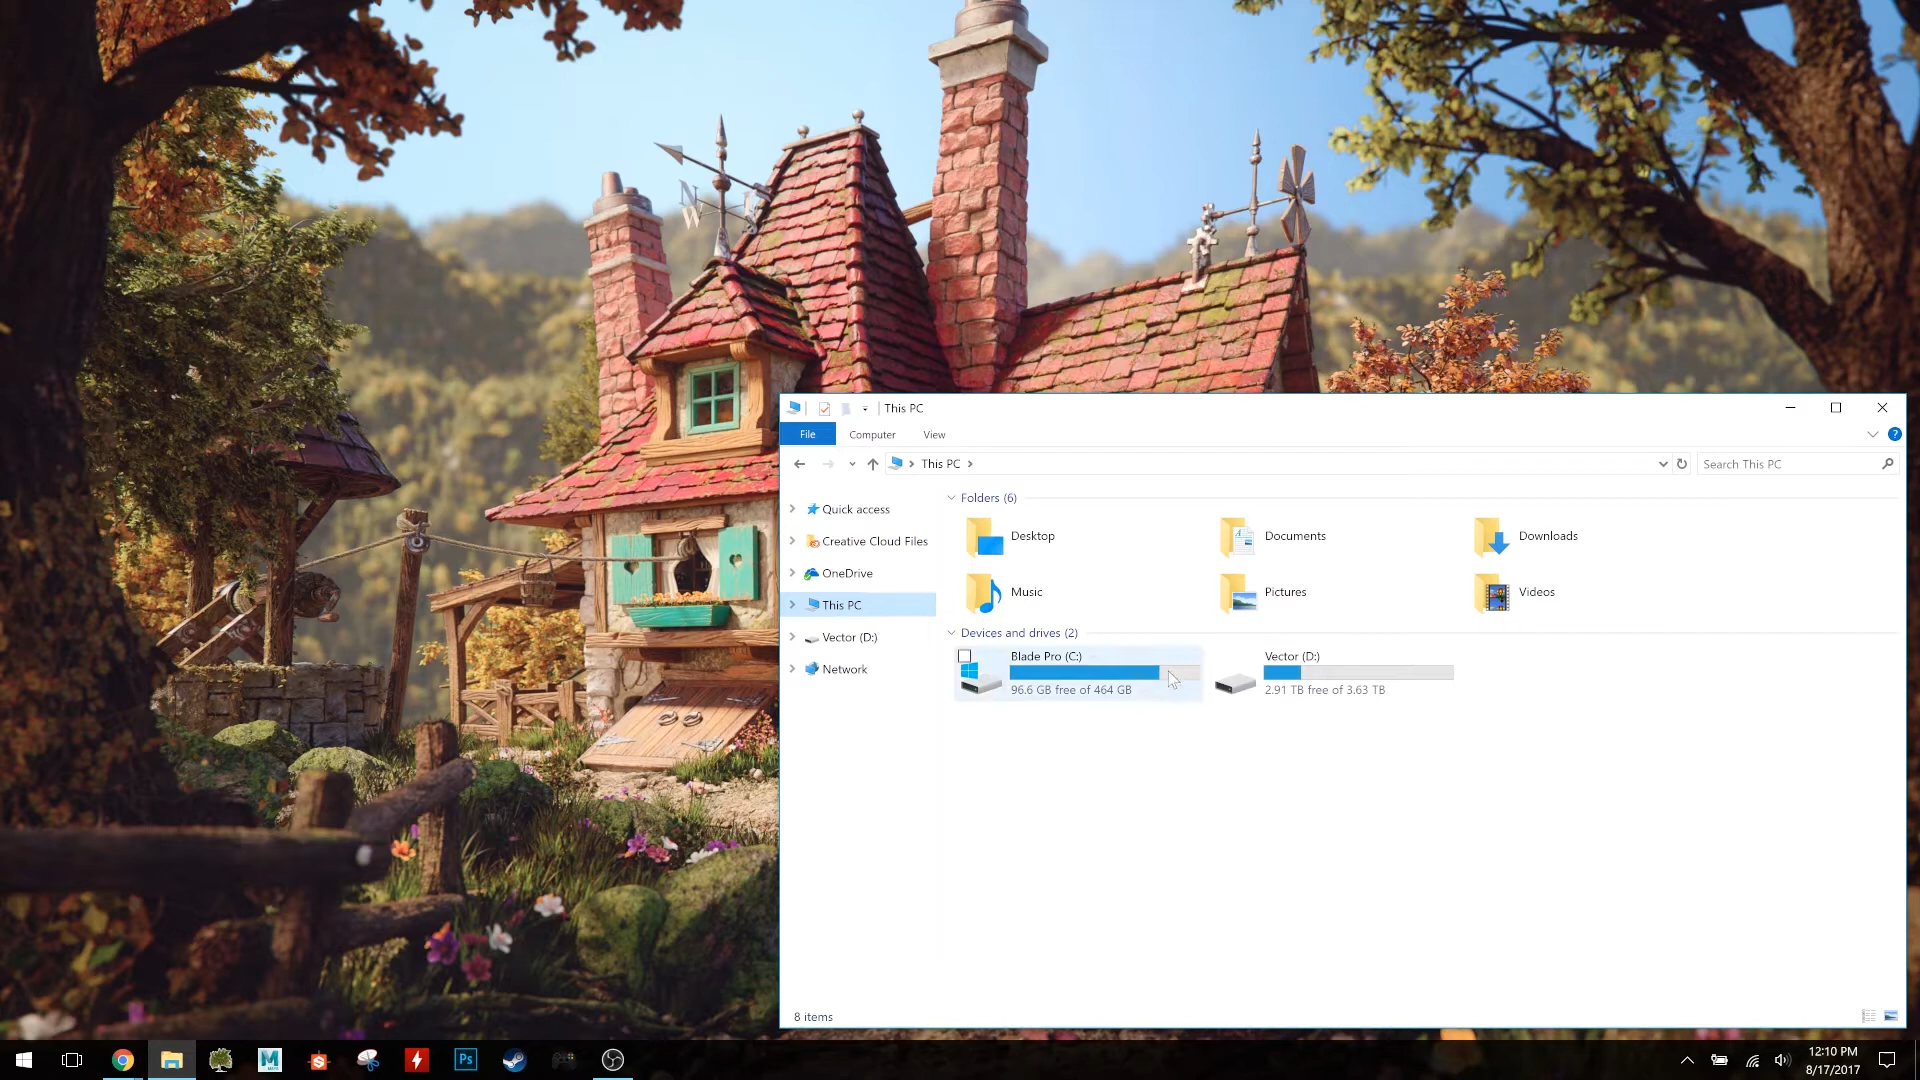 N
W
This PC
File
Computer
View
?
This PC
Search This PC
Quick access
Creative Cloud Files
OneDrive
This PC
Vector (D:)
Network
Folders (6)
Desktop
Documents
Downloads
Music
Pictures
Videos
Devices and drives (2)
Blade Pro (C:)
96.6 GB free of 464 GB
Vector (D:)
2.91 TB free of 3.63 TB
8 items
M
S
Ps
12:10 PM
8/17/2017